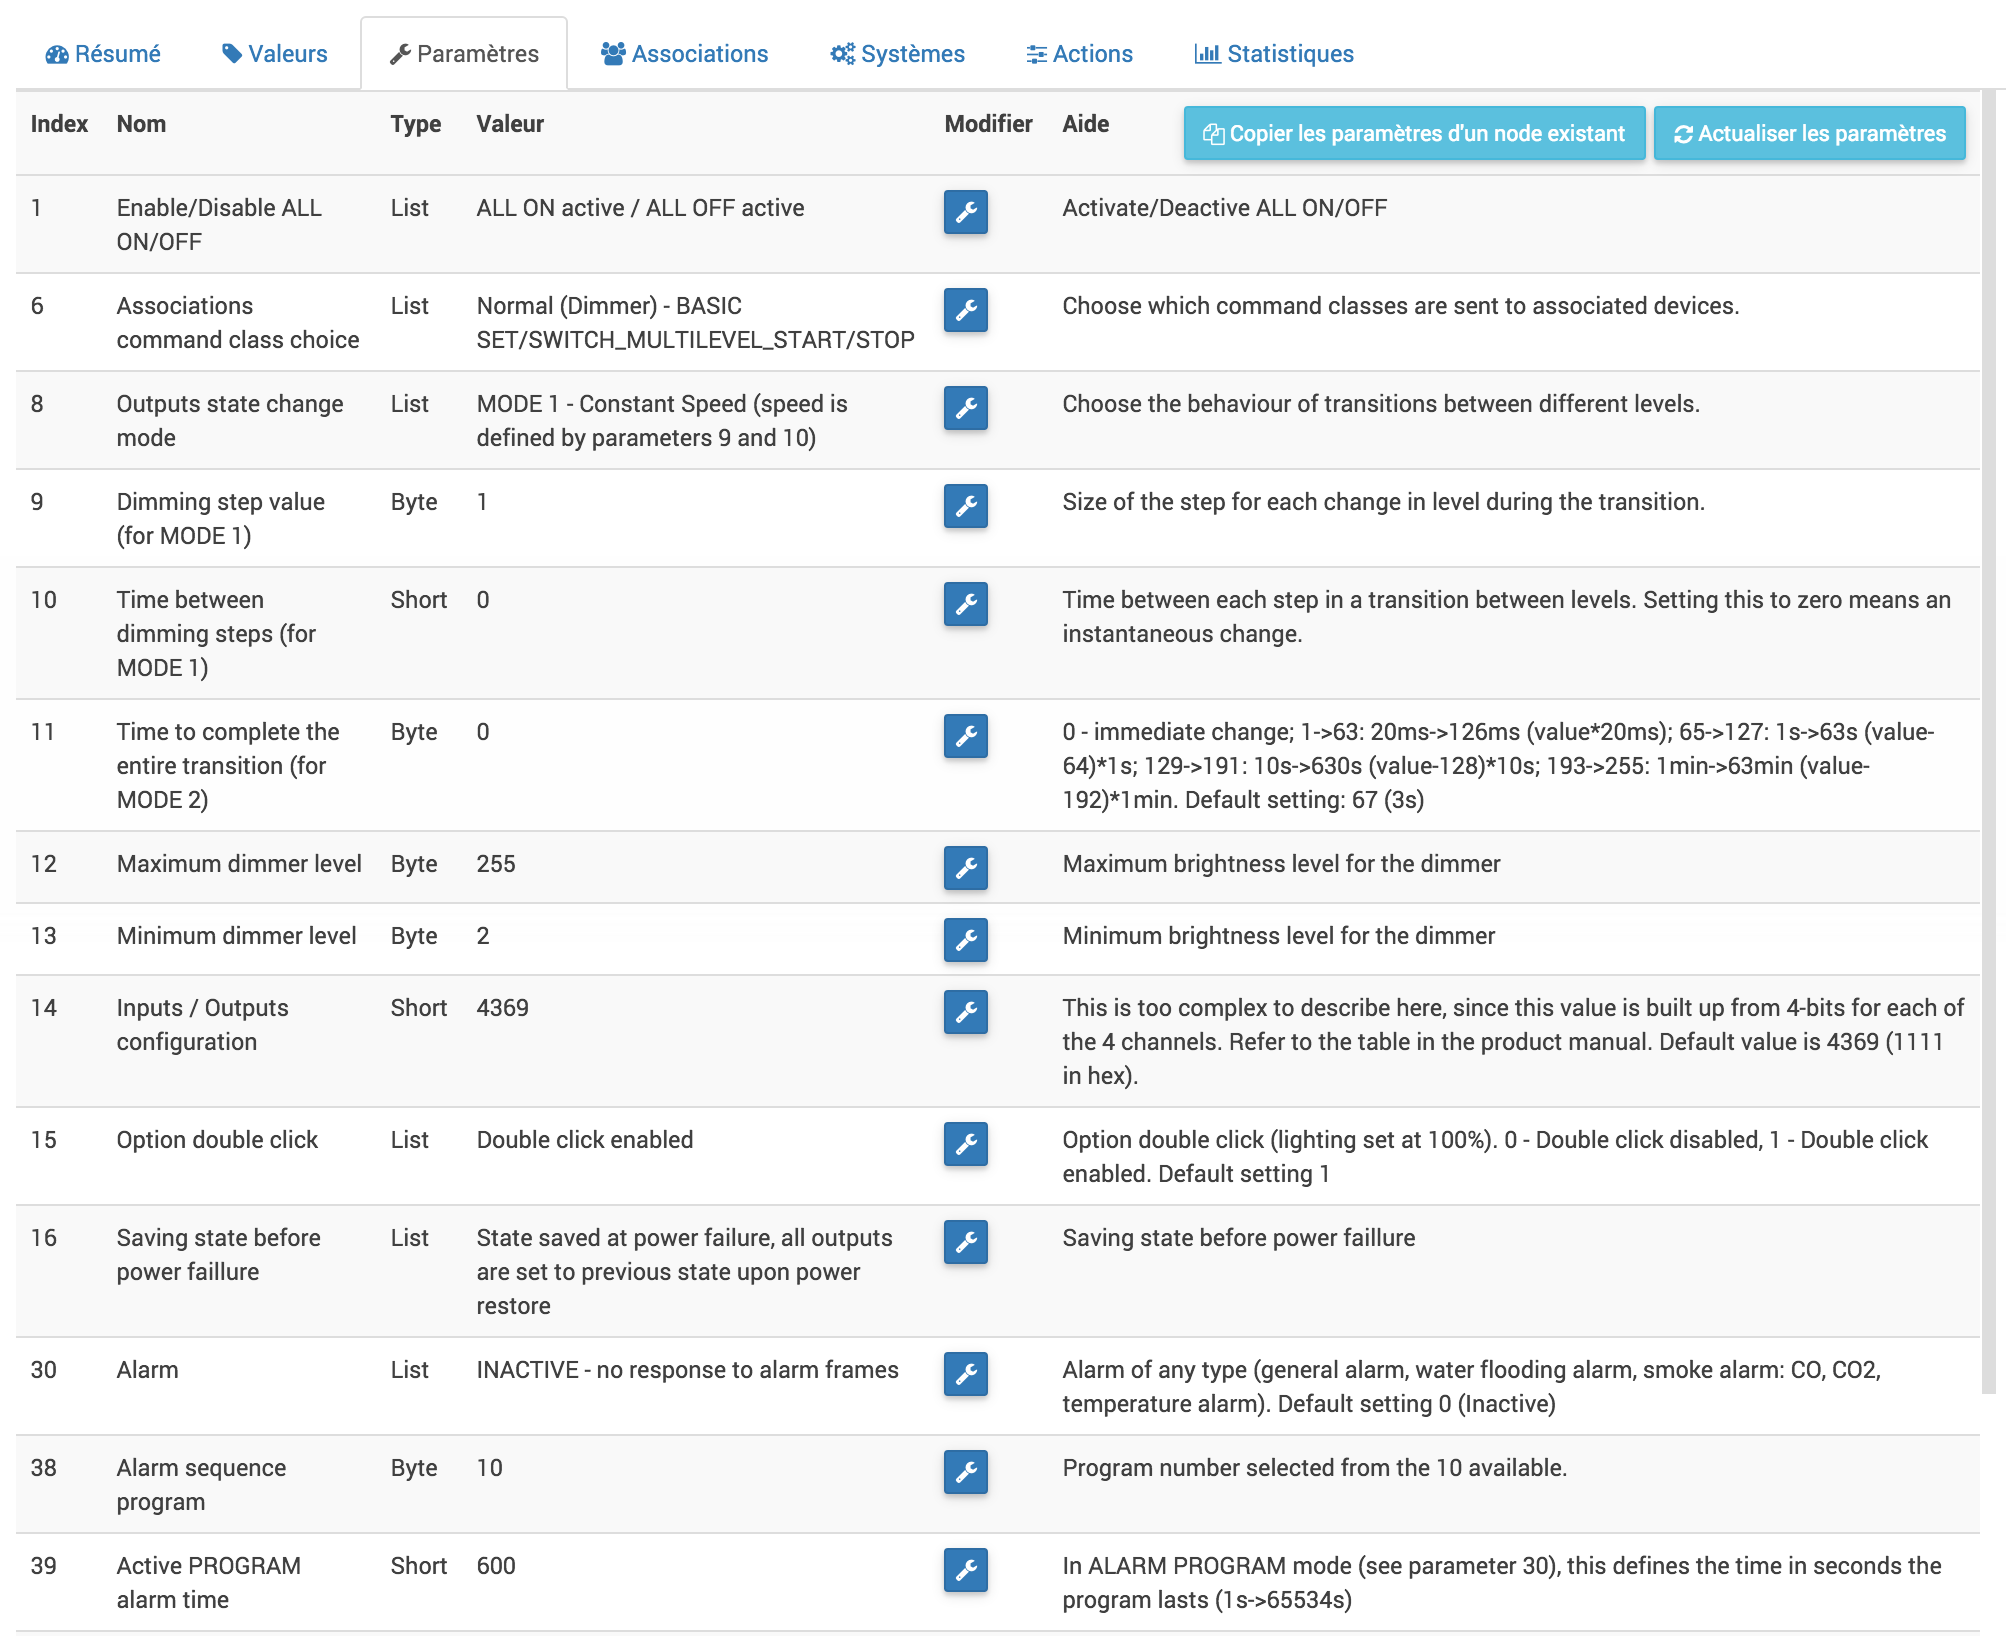 Résumé Valeurs Paramètres Associations Systèmes Actions Statistiques
Index Nom Type Valeur Modifier Aide Copier les paramètres d'un node existant Actualiser les paramètres
1 Enable/Disable ALL List ALL ON active / ALL OFF active Activate/Deactive ALL ON/OFF
ON/OFF
6 Associations List Normal (Dimmer) - BASIC Choose which command classes are sent to associated devices.
command class choice SET/SWITCH_MULTILEVEL_START/STOP
8 Outputs state change List MODE 1 - Constant Speed (speed is Choose the behaviour of transitions between different levels.
mode defined by parameters 9 and 10)
9 Dimming step value Byte 1 Size of the step for each change in level during the transition.
(for MODE 1)
10 Time between Short 0 Time between each step in a transition between levels. Setting this to zero means an
dimming steps (for instantaneous change.
MODE 1)
11 Time to complete the Byte 0 0 - immediate change; 1->63: 20ms->126ms (value*20ms); 65->127: 1s->63s (value-
entire transition (for 64)*1s; 129->191: 10s->630s (value-128)*10s; 193->255: 1min->63min (value-
MODE 2) 192)*1min. Default setting: 67 (3s)
12 Maximum dimmer level Byte 255 Maximum brightness level for the dimmer
13 Minimum dimmer level Byte 2 Minimum brightness level for the dimmer
14 Inputs / Outputs Short 4369 This is too complex to describe here, since this value is built up from 4-bits for each of
configuration the 4 channels. Refer to the table in the product manual. Default value is 4369 (1111
in hex).
15 Option double click List Double click enabled Option double click (lighting set at 100%). 0 - Double click disabled, 1 - Double click
enabled. Default setting 1
16 Saving state before List State saved at power failure, all outputs Saving state before power faillure
power faillure are set to previous state upon power
restore
30 Alarm List INACTIVE - no response to alarm frames Alarm of any type (general alarm, water flooding alarm, smoke alarm: CO, CO2,
temperature alarm). Default setting 0 (Inactive)
38 Alarm sequence Byte 10 Program number selected from the 10 available.
program
39 Active PROGRAM Short 600 In ALARM PROGRAM mode (see parameter 30), this defines the time in seconds the
alarm time program lasts (1s->65534s)